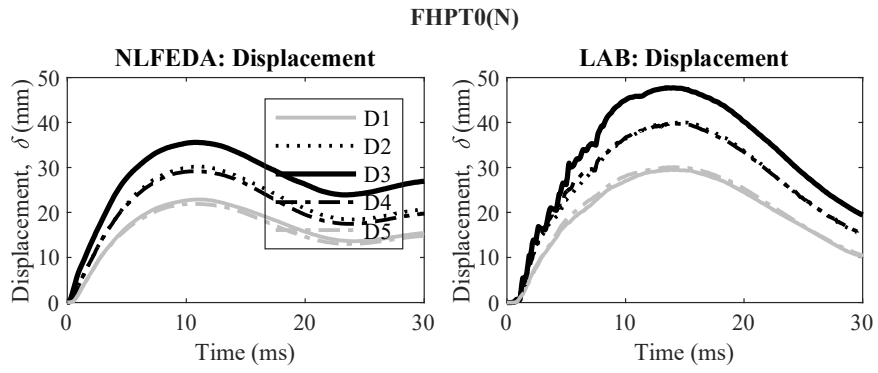 FHPT0(N)
NLFEDA: Displacement
Displacement, δ (mm)
50
40
30
20
10
0
0 10 20 30
Time (ms)
D1
D2
D3
D4
D5
LAB: Displacement
Displacement, δ (mm)
50
40
30
20
10
0
0 10 20 30
Time (ms)